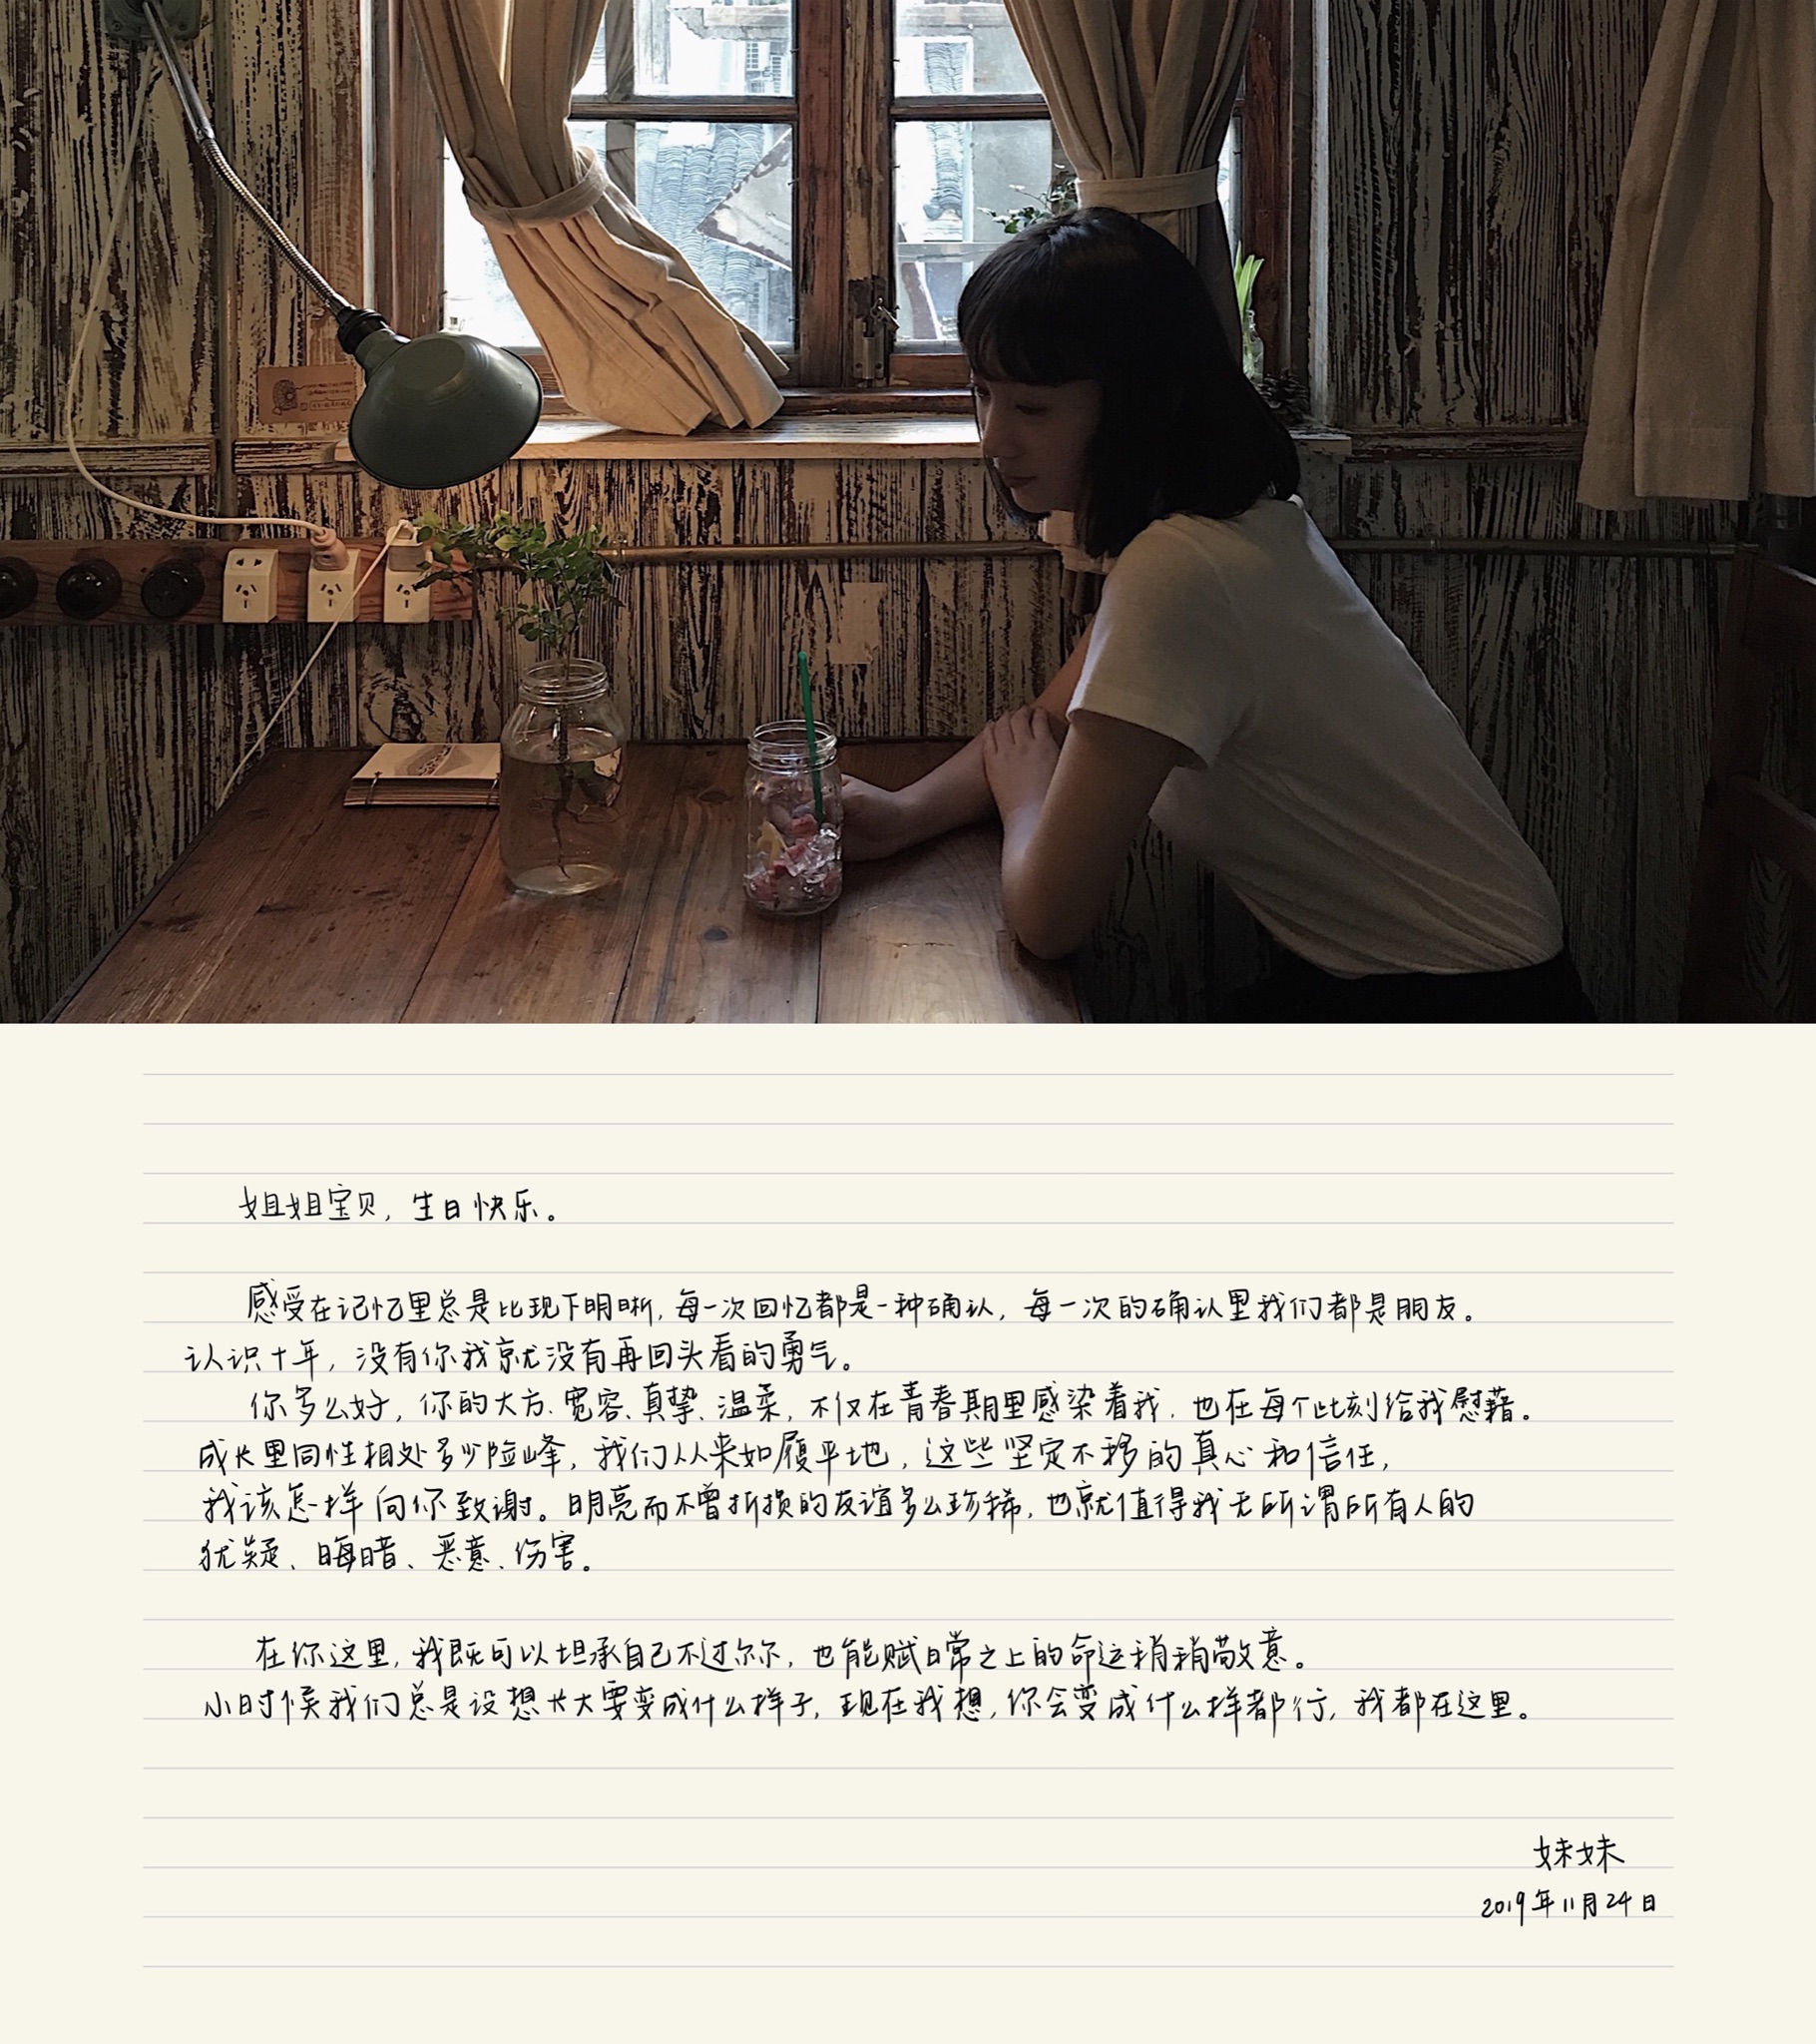 姐姐宝贝，生日快乐。
感受在记忆里总是比现下明晰，每一次回忆都是一种确认，每一次的确认里我们都是朋友。
认识十年，没有你我就没有再回头看的勇气。
你多么好，你的大方、宽容、真挚、温柔，不仅在青春期里感染着我，也在每个此刻给我慰藉。
成长里同性相处多少险峰，我们从来如履平地，这些坚定不移的真心和信任，
我该怎样向你致谢。明亮而不曾折损的友谊多么珍稀，也就值得我无所谓所有人的
犹疑、晦暗、恶意、伤害。
在你这里，我既可以坦承自己不过尔尔，也能赋日常之上的命运稍稍敬意。
小时候我们总是设想长大要变成什么样子，现在我想，你会变成什么样都行，我都在这里。
妹妹
2019年11月24日